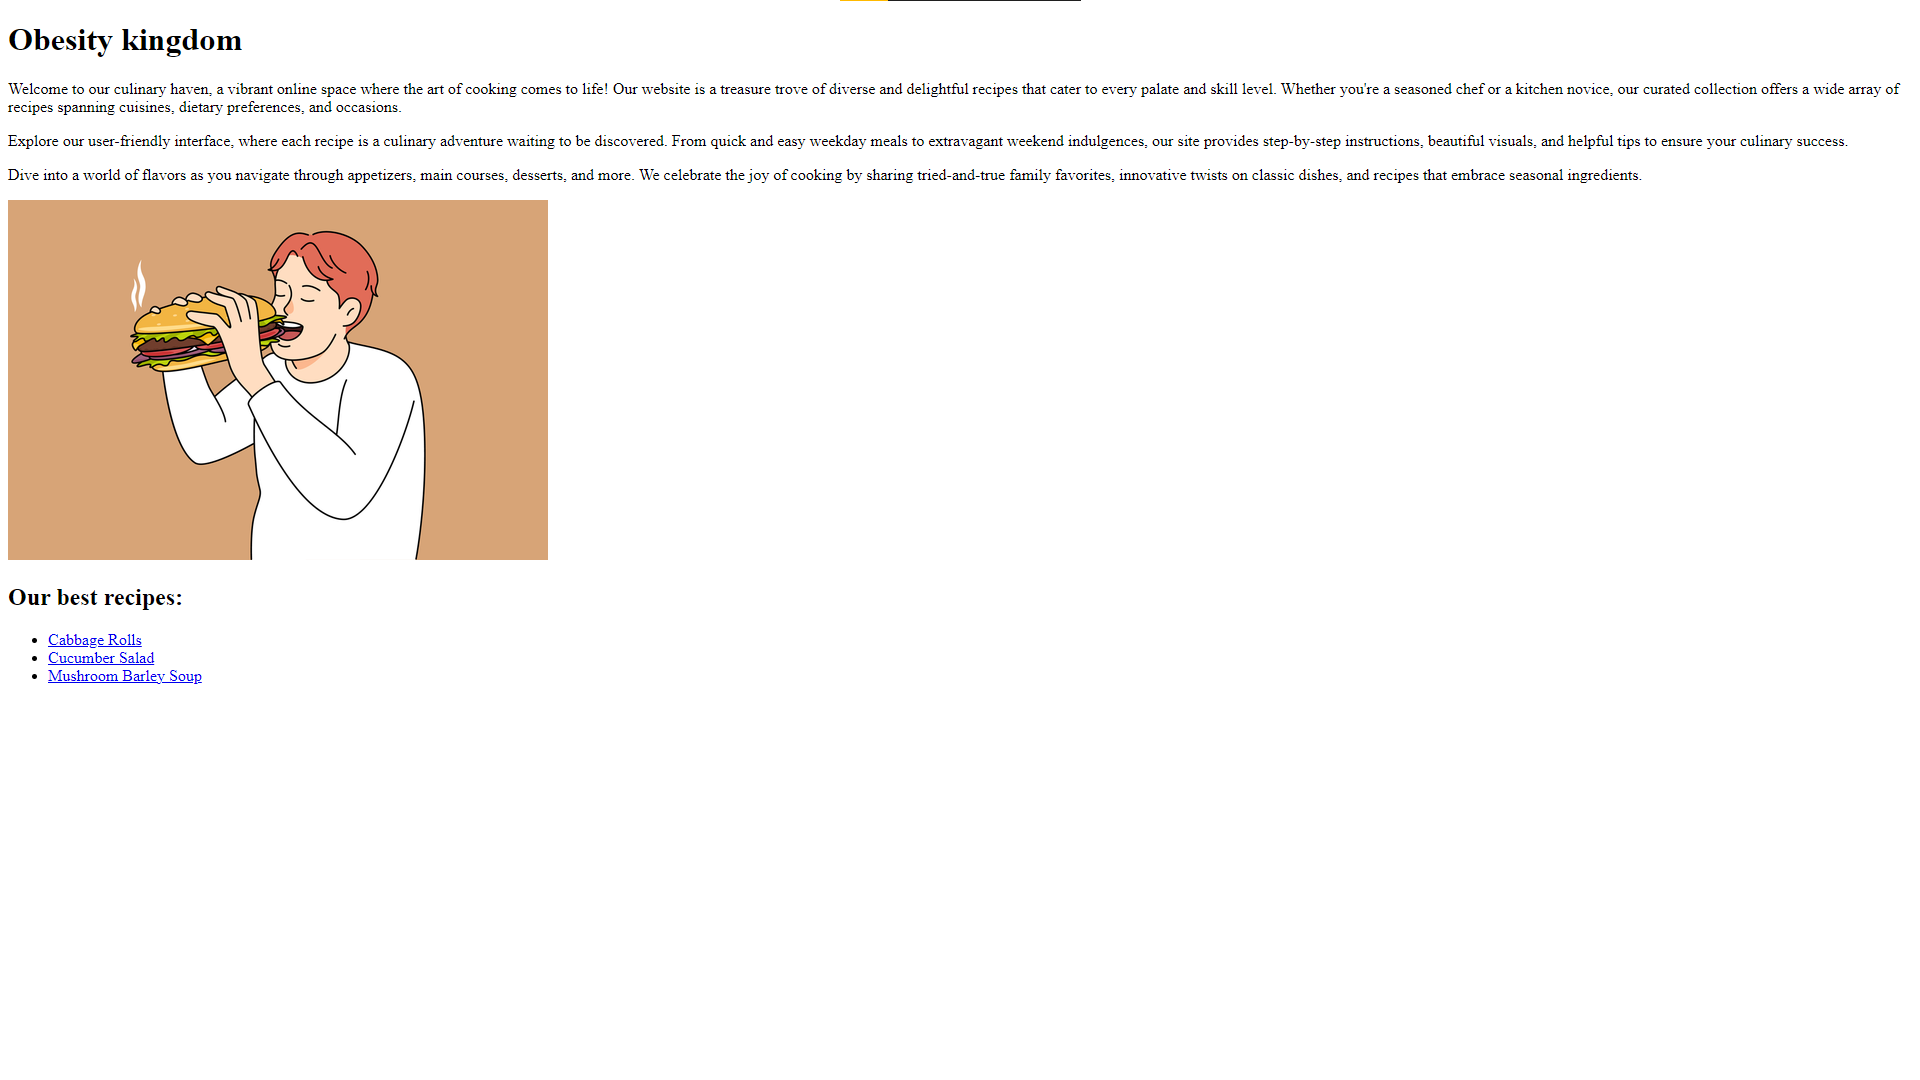 Obesity kingdom
Welcome to our culinary haven, a vibrant online space where the art of cooking comes to life! Our website is a treasure trove of diverse and delightful recipes that cater to every palate and skill level. Whether you're a seasoned chef or a kitchen novice, our curated collection offers a wide array of
recipes spanning cuisines, dietary preferences, and occasions.
Explore our user-friendly interface, where each recipe is a culinary adventure waiting to be discovered. From quick and easy weekday meals to extravagant weekend indulgences, our site provides step-by-step instructions, beautiful visuals, and helpful tips to ensure your culinary success.
Dive into a world of flavors as you navigate through appetizers, main courses, desserts, and more. We celebrate the joy of cooking by sharing tried-and-true family favorites, innovative twists on classic dishes, and recipes that embrace seasonal ingredients.
Our best recipes:
Cabbage Rolls
Cucumber Salad
Mushroom Barley Soup